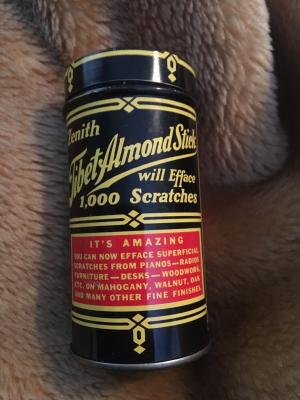 Zenith
Tibet Almond Stick
will Efface
1,000 Scratches
IT'S AMAZING
YOU CAN NOW EFFACE SUPERFICIAL
SCRATCHES FROM PIANOS—RADIOS
FURNITURE—DESKS—WOODWORK,
ETC. ON MAHOGANY, WALNUT, OAK
AND MANY OTHER FINE FINISHES.